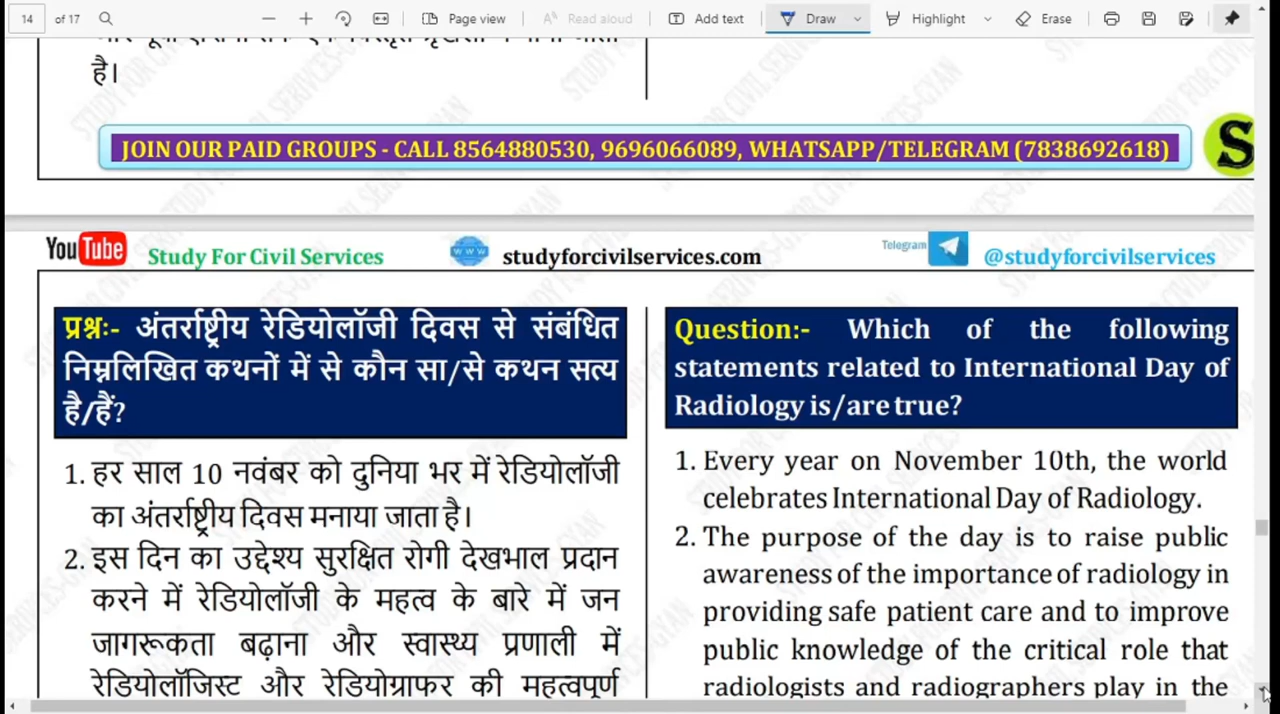 14 of 17 Page view Read aloud Add text Draw Highlight Erase
है।
JOIN OUR PAID GROUPS - CALL 8564880530, 9696066089, WHATSAPP/TELEGRAM (7838692618)
S
YouTube Study For Civil Services www studyforcivilservices.com Telegram @studyforcivilservices
प्रश्नः- अंतर्राष्ट्रीय रेडियोलॉजी दिवस से संबंधित
निम्नलिखित कथनों में से कौन सा/से कथन सत्य
है/हैं?
1. हर साल 10 नवंबर को दुनिया भर में रेडियोलॉजी
का अंतर्राष्ट्रीय दिवस मनाया जाता है।
2. इस दिन का उद्देश्य सुरक्षित रोगी देखभाल प्रदान
करने में रेडियोलॉजी के महत्व के बारे में जन
जागरूकता बढ़ाना और स्वास्थ्य प्रणाली में
रेडियोलॉजिस्ट और रेडियोग्राफर की महत्वपूर्ण
Question:- Which of the following
statements related to International Day of
Radiology is/are true?
1. Every year on November 10th, the world
celebrates International Day of Radiology.
2. The purpose of the day is to raise public
awareness of the importance of radiology in
providing safe patient care and to improve
public knowledge of the critical role that
radiologists and radiographers play in the